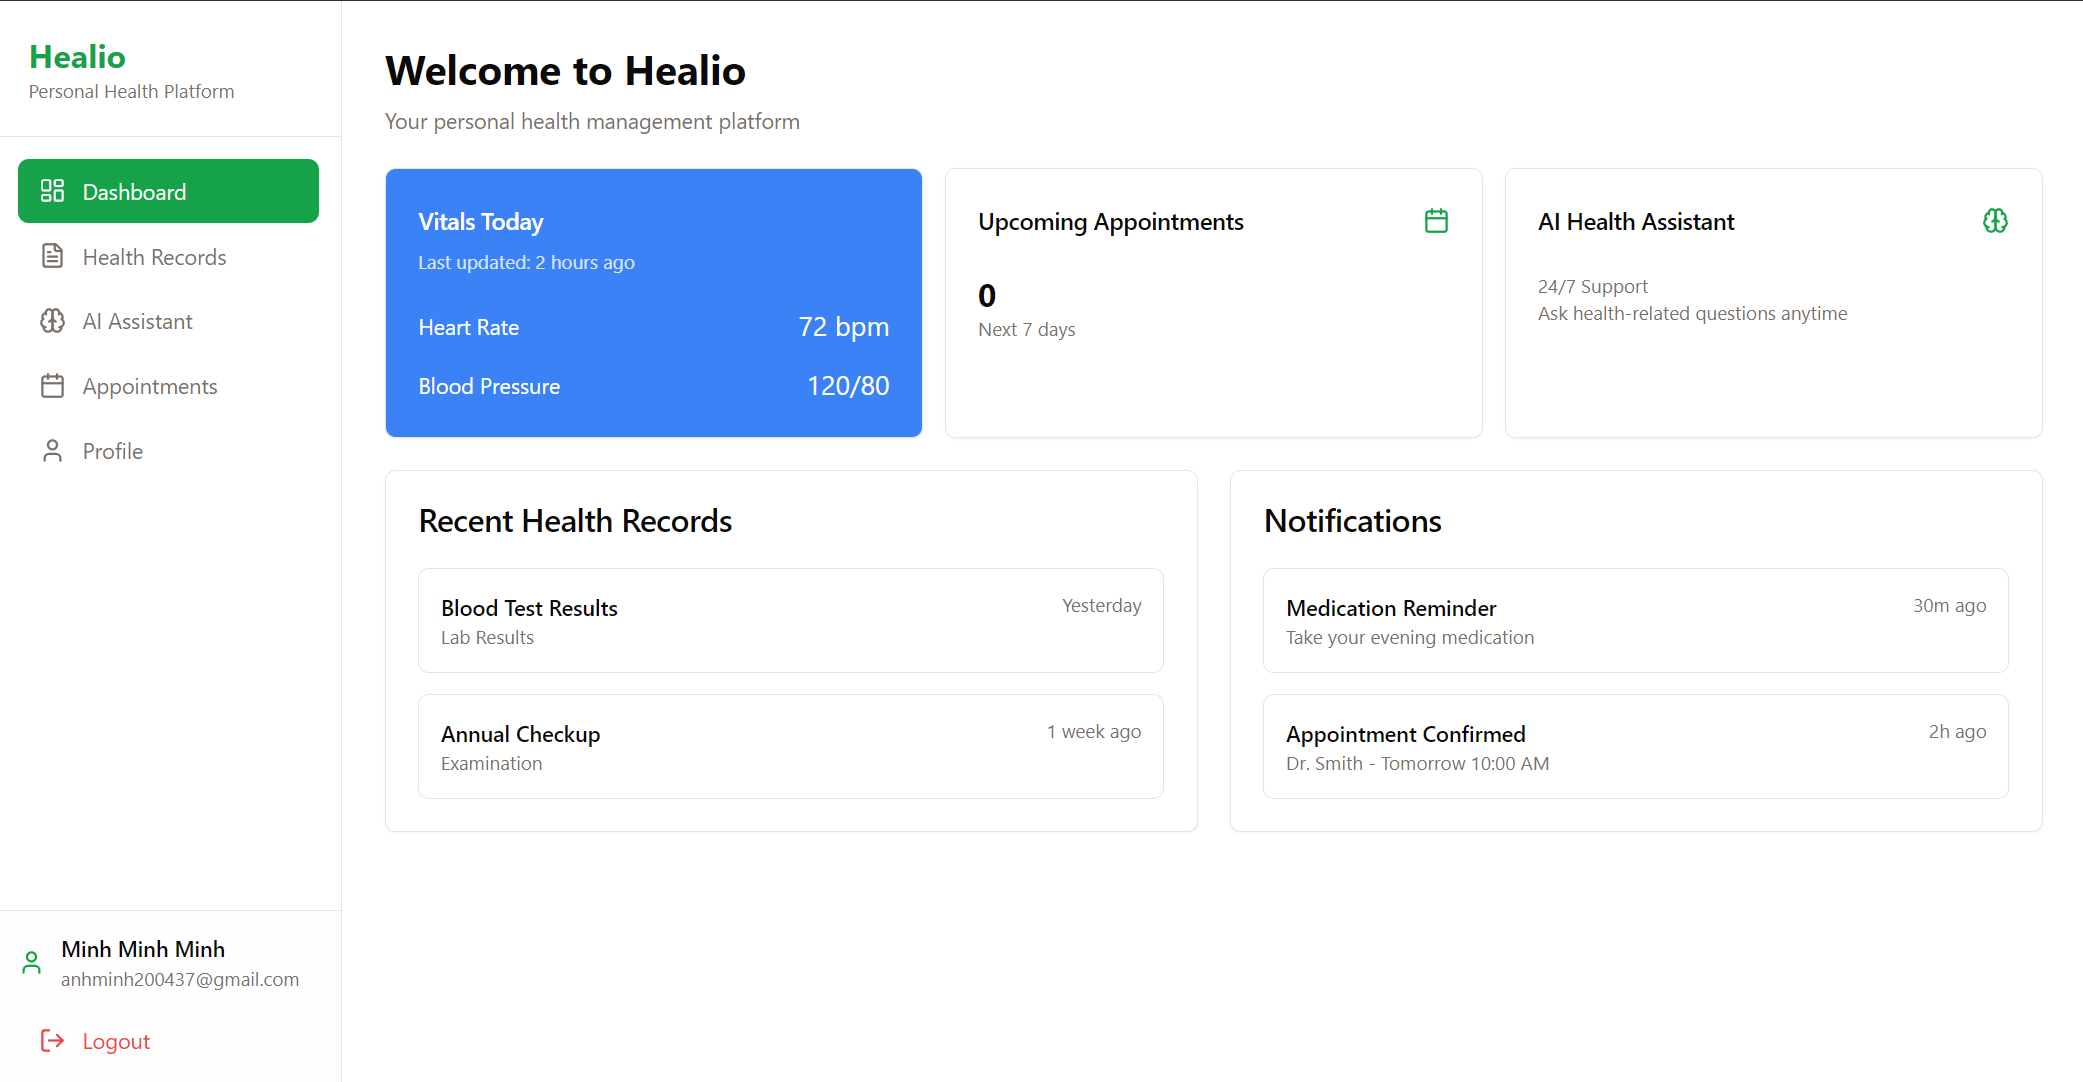 Healio
Personal Health Platform
Dashboard
Health Records
AI Assistant
Appointments
Profile
Minh Minh Minh
anhminh200437@gmail.com
Logout
Welcome to Healio
Your personal health management platform
Vitals Today
Last updated: 2 hours ago
Heart Rate 72 bpm
Blood Pressure 120/80
Upcoming Appointments
0
Next 7 days
AI Health Assistant
24/7 Support
Ask health-related questions anytime
Recent Health Records
Blood Test Results Yesterday
Lab Results
Annual Checkup 1 week ago
Examination
Notifications
Medication Reminder 30m ago
Take your evening medication
Appointment Confirmed 2h ago
Dr. Smith - Tomorrow 10:00 AM